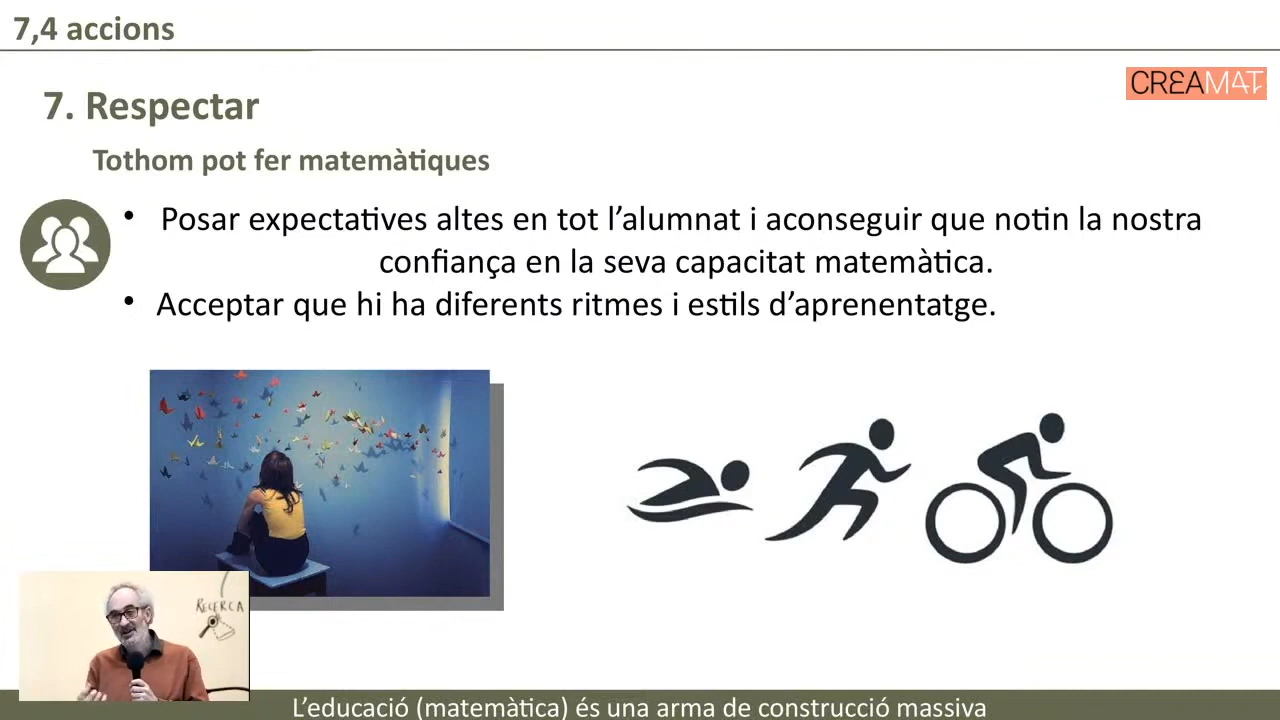 7,4 accions
CREAMAT
7. Respectar
Tothom pot fer matemàtiques
• Posar expectatives altes en tot l’alumnat i aconseguir que notin la nostra
confiança en la seva capacitat matemàtica.
• Acceptar que hi ha diferents ritmes i estils d’aprenentatge.
RECERCA
L’educació (matemàtica) és una arma de construcció massiva